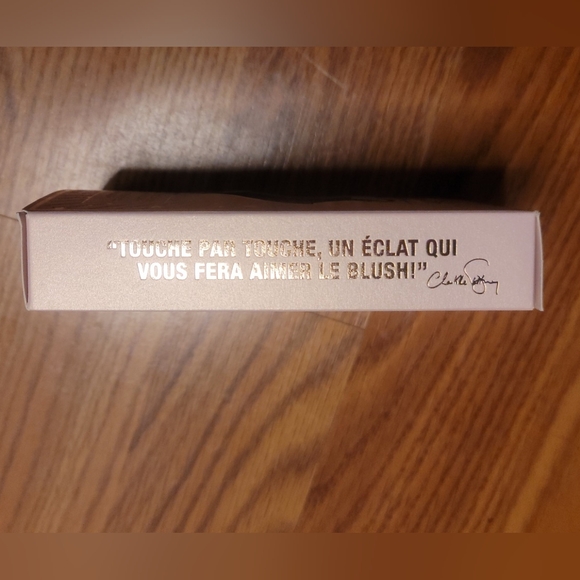 "TOUCHE PAR TOUCHE, UN ÉCLAT QUI
VOUS FERA AIMER LE BLUSH!"